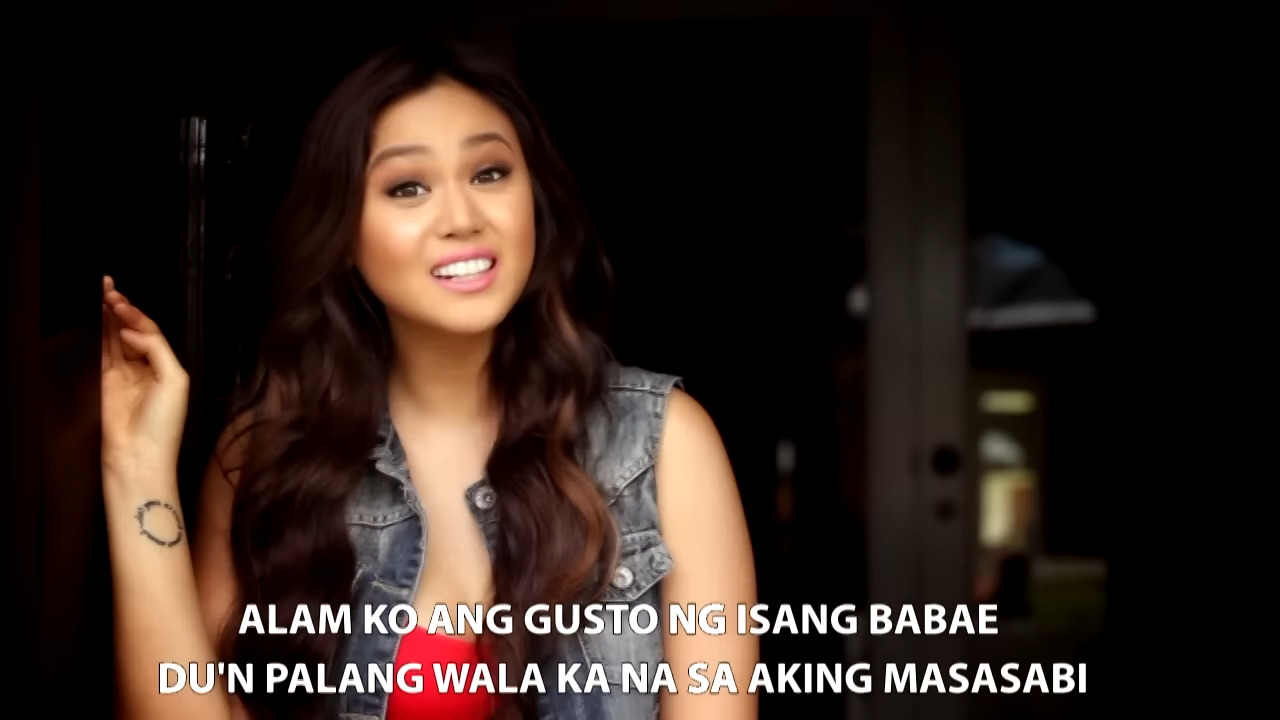 ALAM KO ANG GUSTO NG ISANG BABAE
DU'N PALANG WALA KA NA SA AKING MASASABI